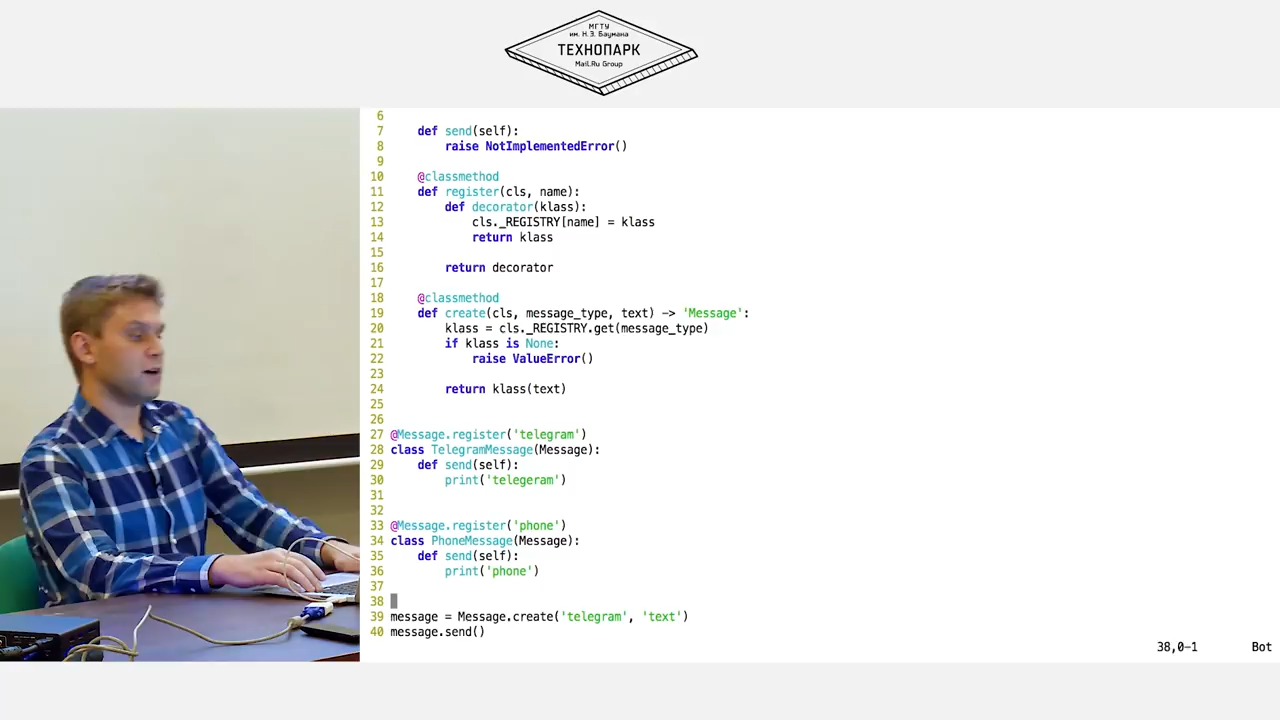 МГТУ
им. Н.Э. Баумана
ТЕХНОПАРК
Mail.Ru Group
6
7     def send(self):
8         raise NotImplementedError()
9
10     @classmethod
11     def register(cls, name):
12         def decorator(klass):
13             cls._REGISTRY[name] = klass
14             return klass
15
16         return decorator
17
18     @classmethod
19     def create(cls, message_type, text) -> 'Message':
20         klass = cls._REGISTRY.get(message_type)
21         if klass is None:
22             raise ValueError()
23
24         return klass(text)
25
26
27 @Message.register('telegram')
28 class TelegramMessage(Message):
29     def send(self):
30         print('telegeram')
31
32
33 @Message.register('phone')
34 class PhoneMessage(Message):
35     def send(self):
36         print('phone')
37
38
39 message = Message.create('telegram', 'text')
40 message.send()
38,0-1 Bot